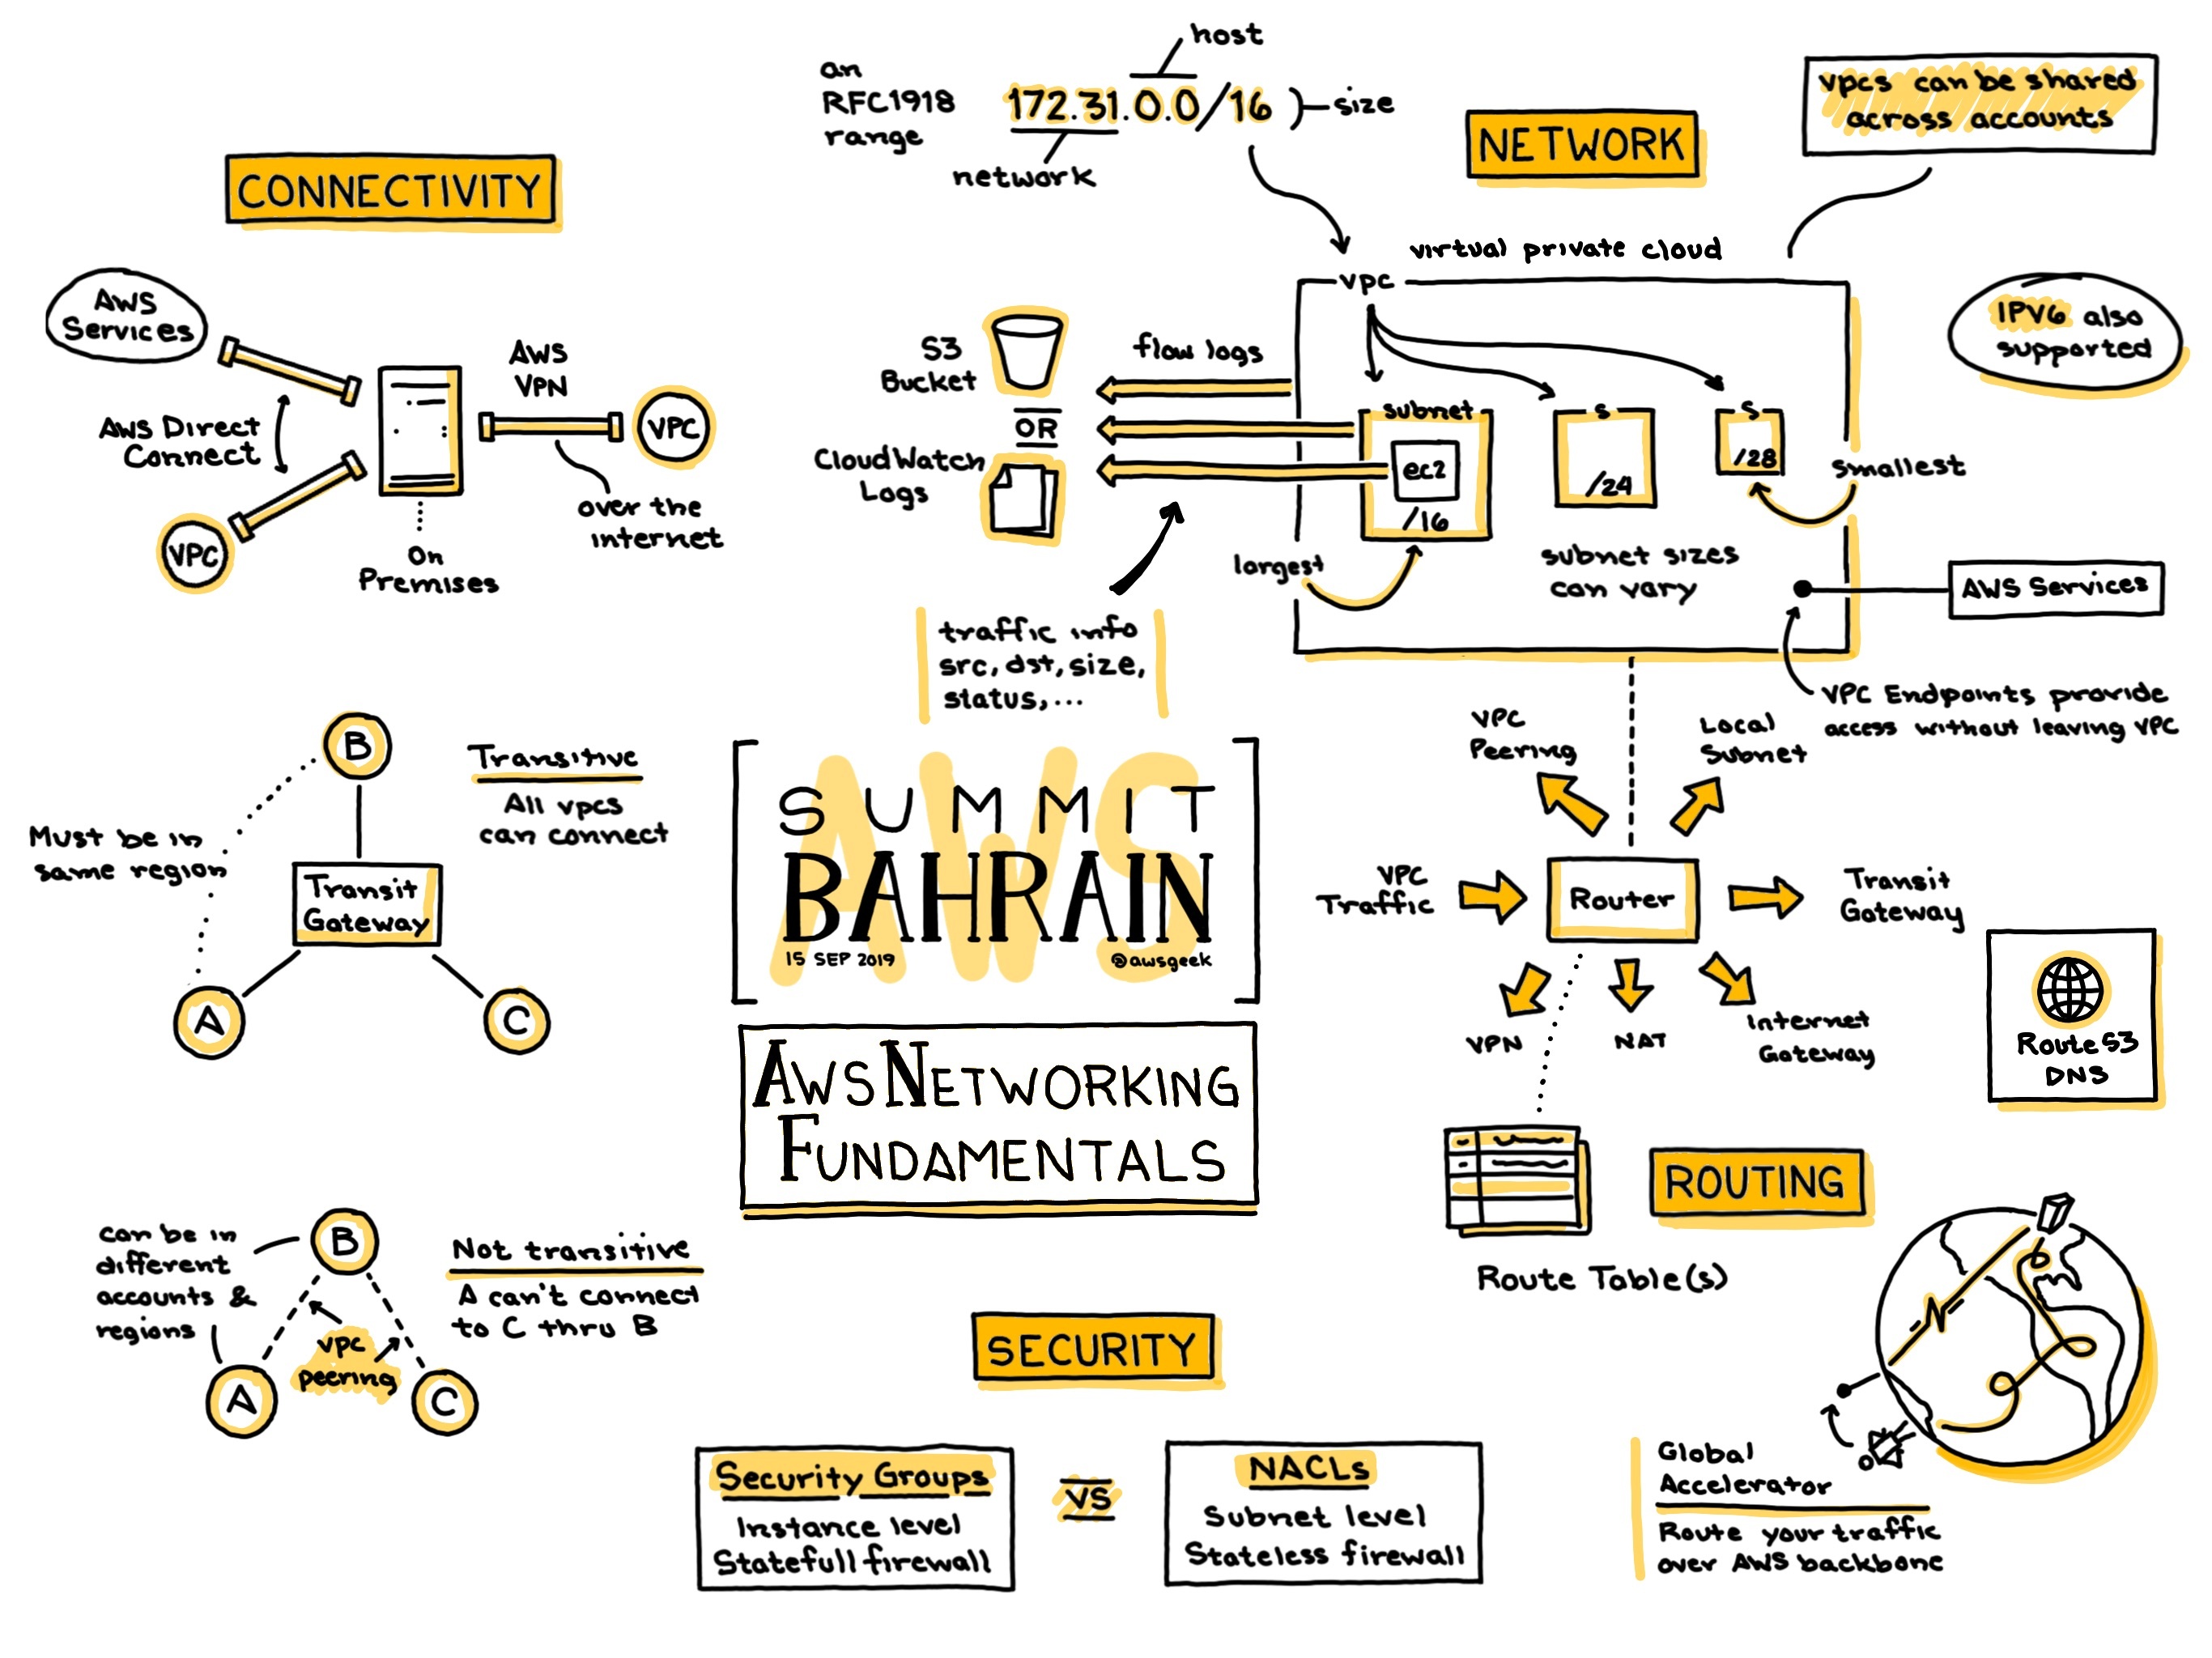 CONNECTIVITY
AWS
Services
AWS Direct
Connect
VPC
On
Premises
AWS
VPN
VPC
over the
internet
B
Transitive
All vpcs
can connect
Must be in
same region
Transit
Gateway
A
C
can be in
different
accounts &
regions
B
Not transitive
A can't connect
to C thru B
vpc
peering
A
C
an
RFC1918
range
172.31.0.0/16
host
size
network
NETWORK
vpcs can be shared
across accounts
virtual private cloud
vpc
IPV6 also
supported
S3
Bucket
OR
CloudWatch
Logs
flow logs
subnet
ec2
/16
S
/24
S
/28
smallest
largest
subnet sizes
can vary
AWS Services
VPC Endpoints provide
access without leaving VPC
traffic info
src, dst, size,
status,...
AWS
SUMMIT
BAHRAIN
15 SEP 2019
@awsgeek
AWS NETWORKING
FUNDAMENTALS
VPC
Peering
Local
Subnet
VPC
Traffic
Router
Transit
Gateway
VPN
NAT
Internet
Gateway
Route 53
DNS
ROUTING
Route Table(s)
Global
Accelerator
Route your traffic
over AWS backbone
SECURITY
Security Groups
Instance level
Statefull firewall
VS
NACLs
Subnet level
Stateless firewall